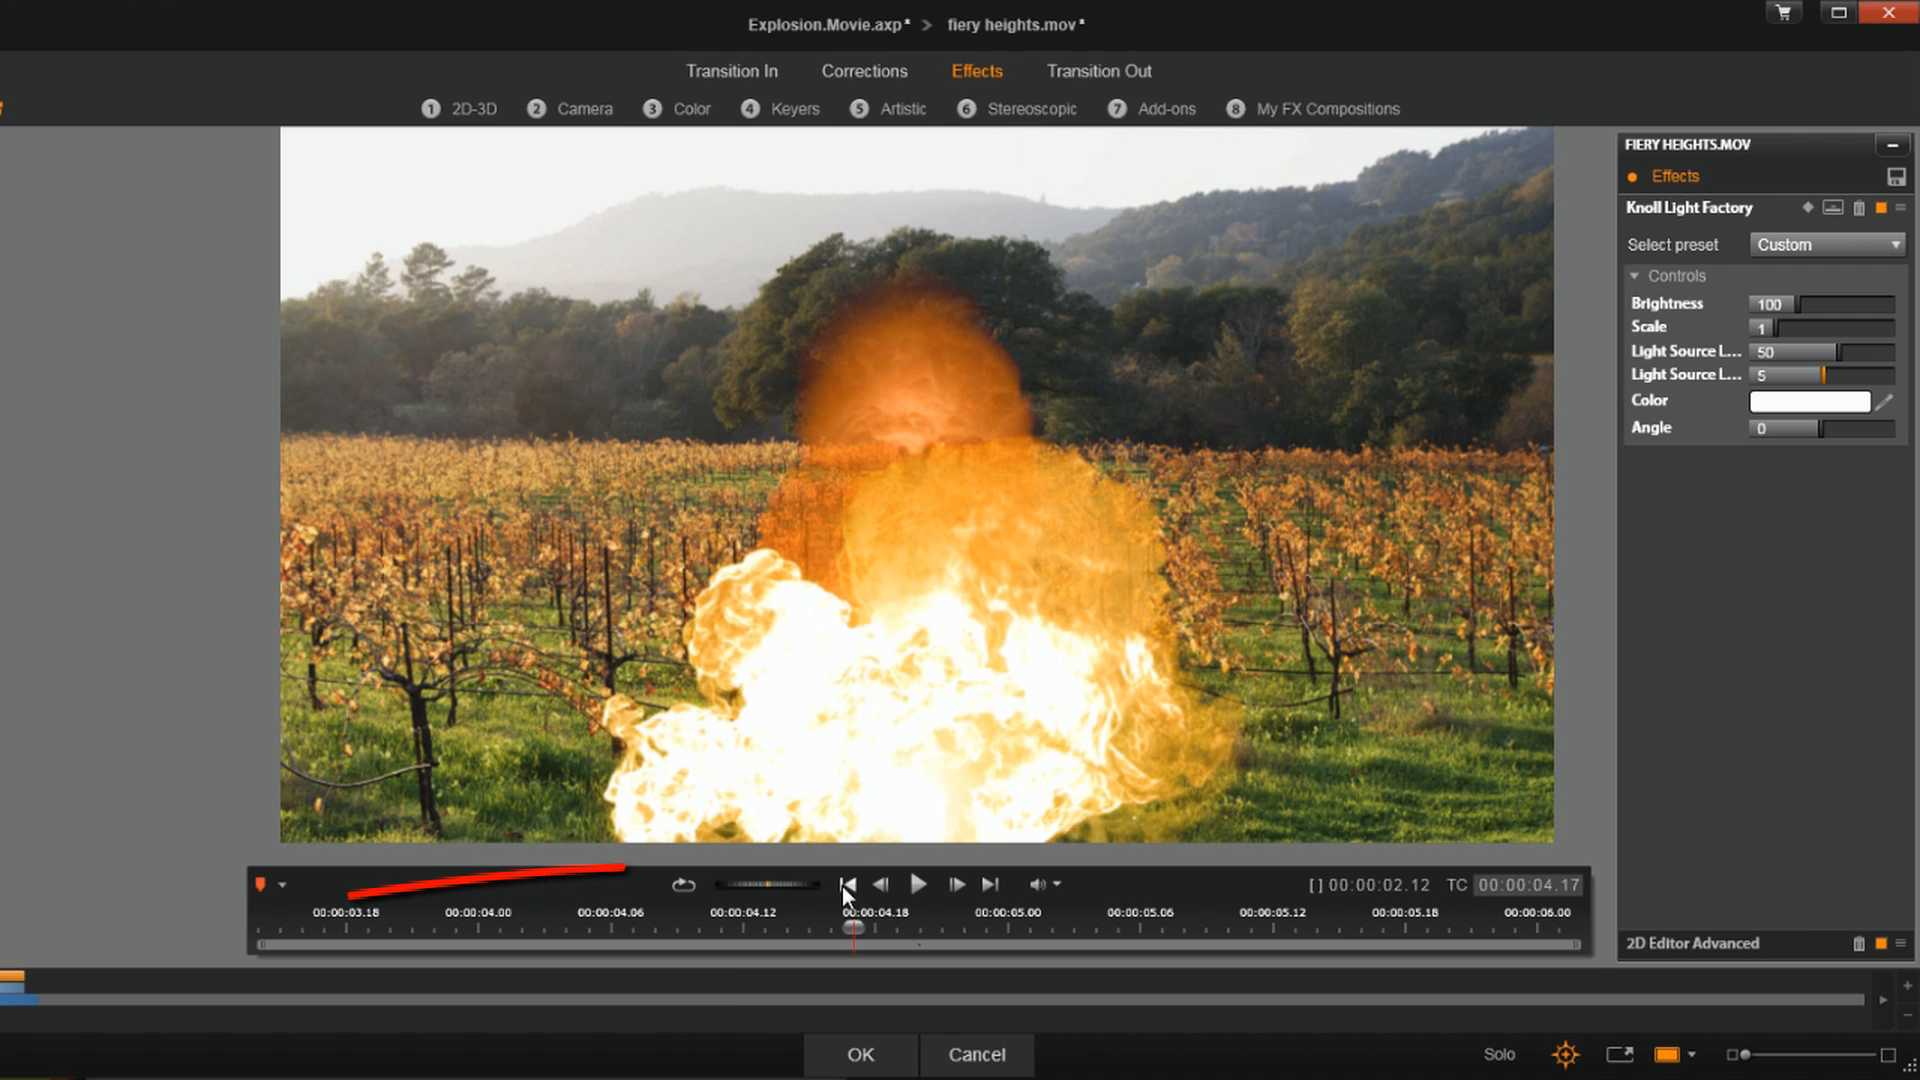 Explosion.Movie.axp* > fiery heights.mov*
Transition In Corrections Effects Transition Out
1 2D-3D 2 Camera 3 Color 4 Keyers 5 Artistic 6 Stereoscopic 7 Add-ons 8 My FX Compositions
FIERY HEIGHTS.MOV
Effects
Knoll Light Factory
Select preset Custom
Controls
Brightness 100
Scale 1
Light Source L... 50
Light Source L... 5
Color
Angle 0
[] 00:00:02.12 TC 00:00:04.17
00:00:03.18 00:00:04.00 00:00:04.06 00:00:04.12 00:00:04.18 00:00:05.00 00:00:05.06 00:00:05.12 00:00:05.18 00:00:06.00
2D Editor Advanced
OK Cancel Solo